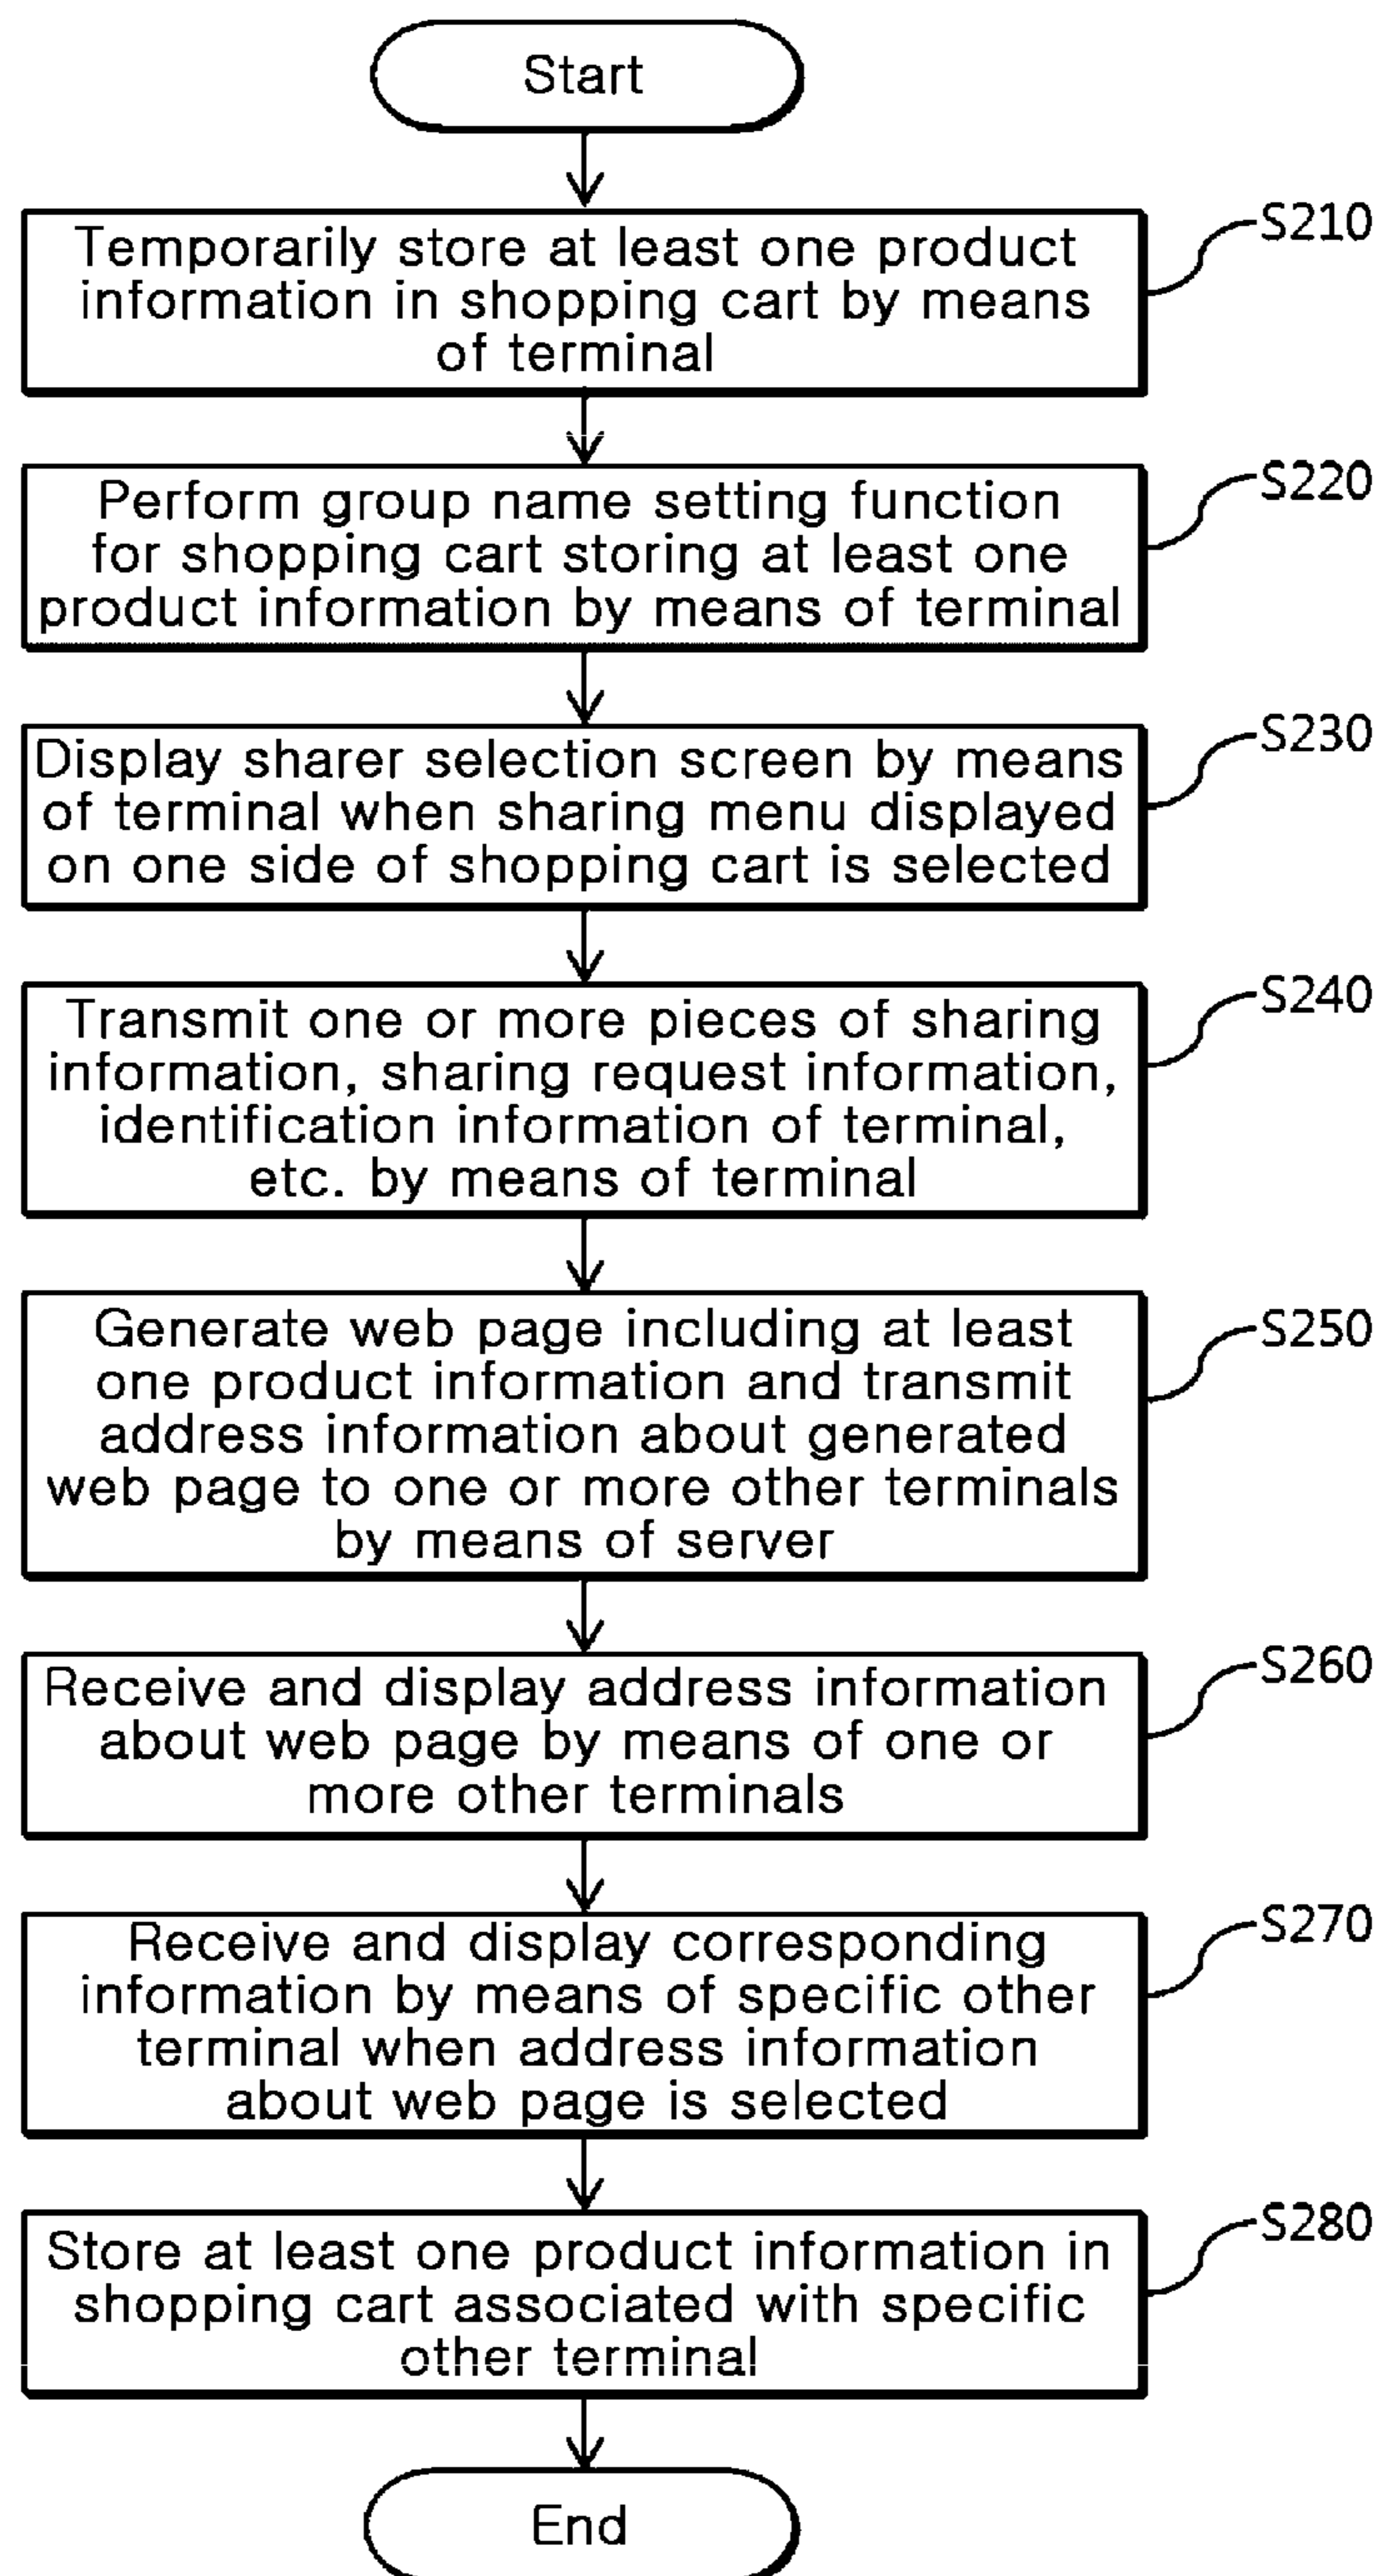 Start
Temporarily store at least one product
information in shopping cart by means
of terminal
S210
Perform group name setting function
for shopping cart storing at least one
product information by means of terminal
S220
Display sharer selection screen by means
of terminal when sharing menu displayed
on one side of shopping cart is selected
S230
Transmit one or more pieces of sharing
information, sharing request information,
identification information of terminal,
etc. by means of terminal
S240
Generate web page including at least
one product information and transmit
address information about generated
web page to one or more other terminals
by means of server
S250
Receive and display address information
about web page by means of one or
more other terminals
S260
Receive and display corresponding
information by means of specific other
terminal when address information
about web page is selected
S270
Store at least one product information in
shopping cart associated with specific
other terminal
S280
End